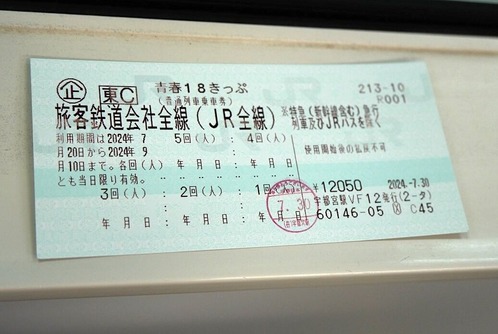 企 東C 青春18きっぷ 213-10
(普通列車乗車券) R001
旅客鉄道会社全線(JR全線) ※特急(新幹線含む)急行
列車及びJRバスを除く
利用期間は2024年 7 5回(人) : 4回(人)
月20日から2024年 9 使用開始後の払戻不可
月10日まで。各回(人) 年 月 日 : 年 月 日
とも当日限り有効。
3回(人) : 2回(人) : 1回 ¥12050 2024.-7.30
7.30 宇都宮駅VF12発行(2-タ)
年 月 日 : 年 月 日 : 年 月 日 60146-05 C45